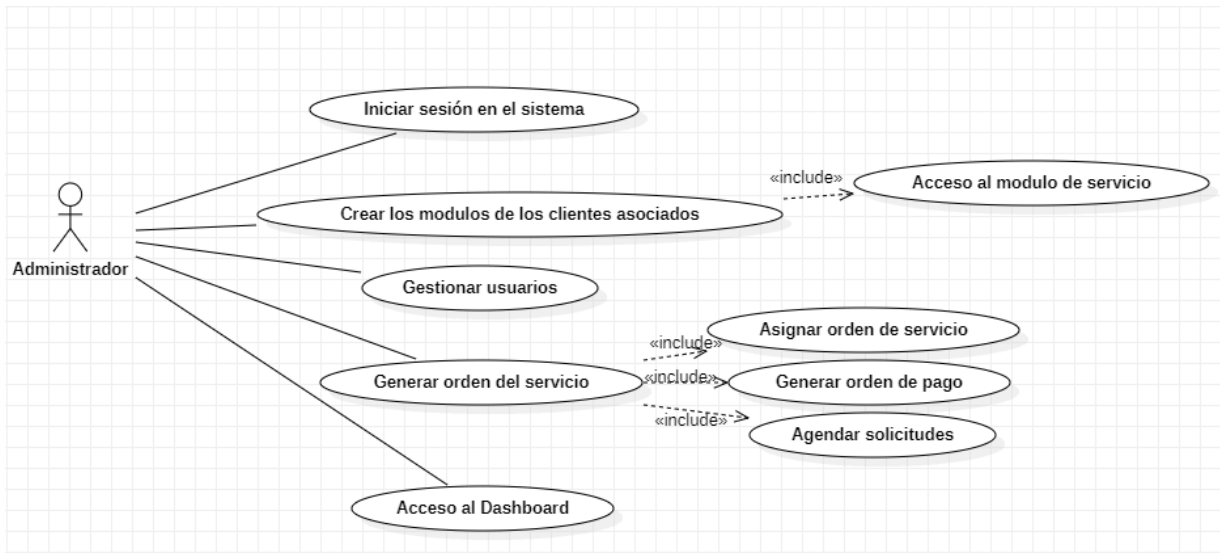 Iniciar sesión en el sistema
«include»
Acceso al modulo de servicio
Crear los modulos de los clientes asociados
Administrador
Gestionar usuarios
Asignar orden de servicio
«include»
Generar orden del servicio
«include»
Generar orden de pago
«include»
Agendar solicitudes
Acceso al Dashboard